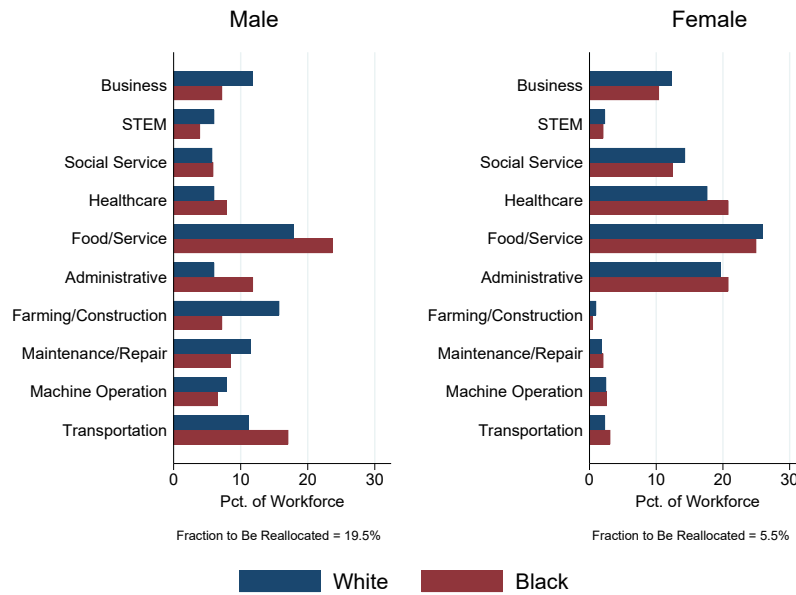 Male
Business
STEM
Social Service
Healthcare
Food/Service
Administrative
Farming/Construction
Maintenance/Repair
Machine Operation
Transportation
0 10 20 30
Pct. of Workforce
Fraction to Be Reallocated = 19.5%
Female
Business
STEM
Social Service
Healthcare
Food/Service
Administrative
Farming/Construction
Maintenance/Repair
Machine Operation
Transportation
0 10 20 30
Pct. of Workforce
Fraction to Be Reallocated = 5.5%
White Black